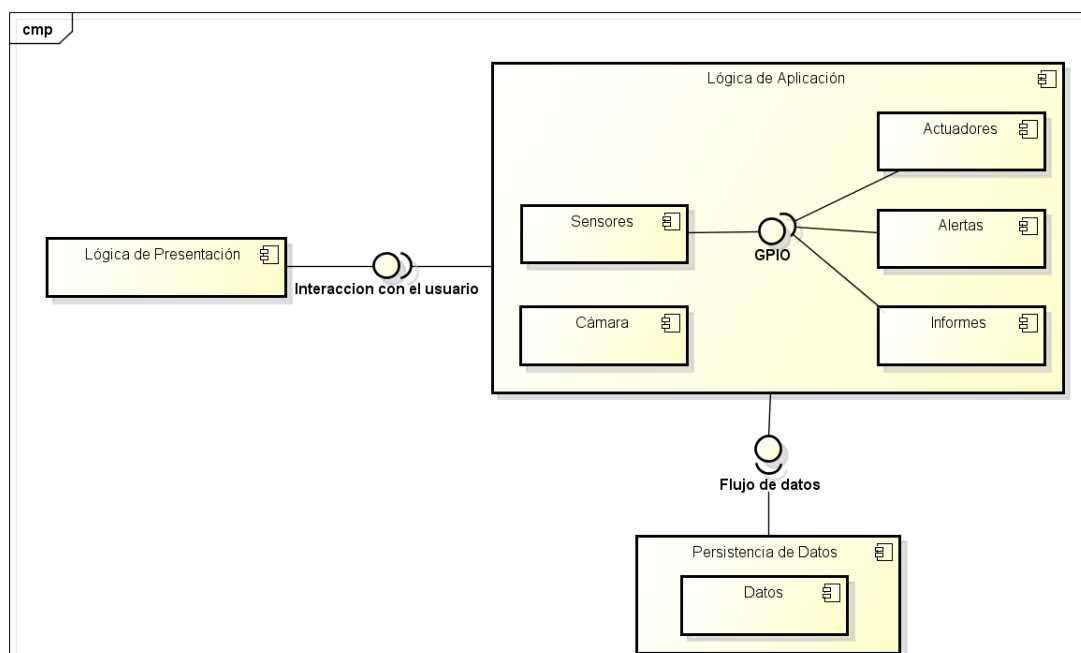 cmp
Lógica de Aplicación
Actuadores
Sensores
Alertas
GPIO
Lógica de Presentación
Interaccion con el usuario
Cámara
Informes
Flujo de datos
Persistencia de Datos
Datos